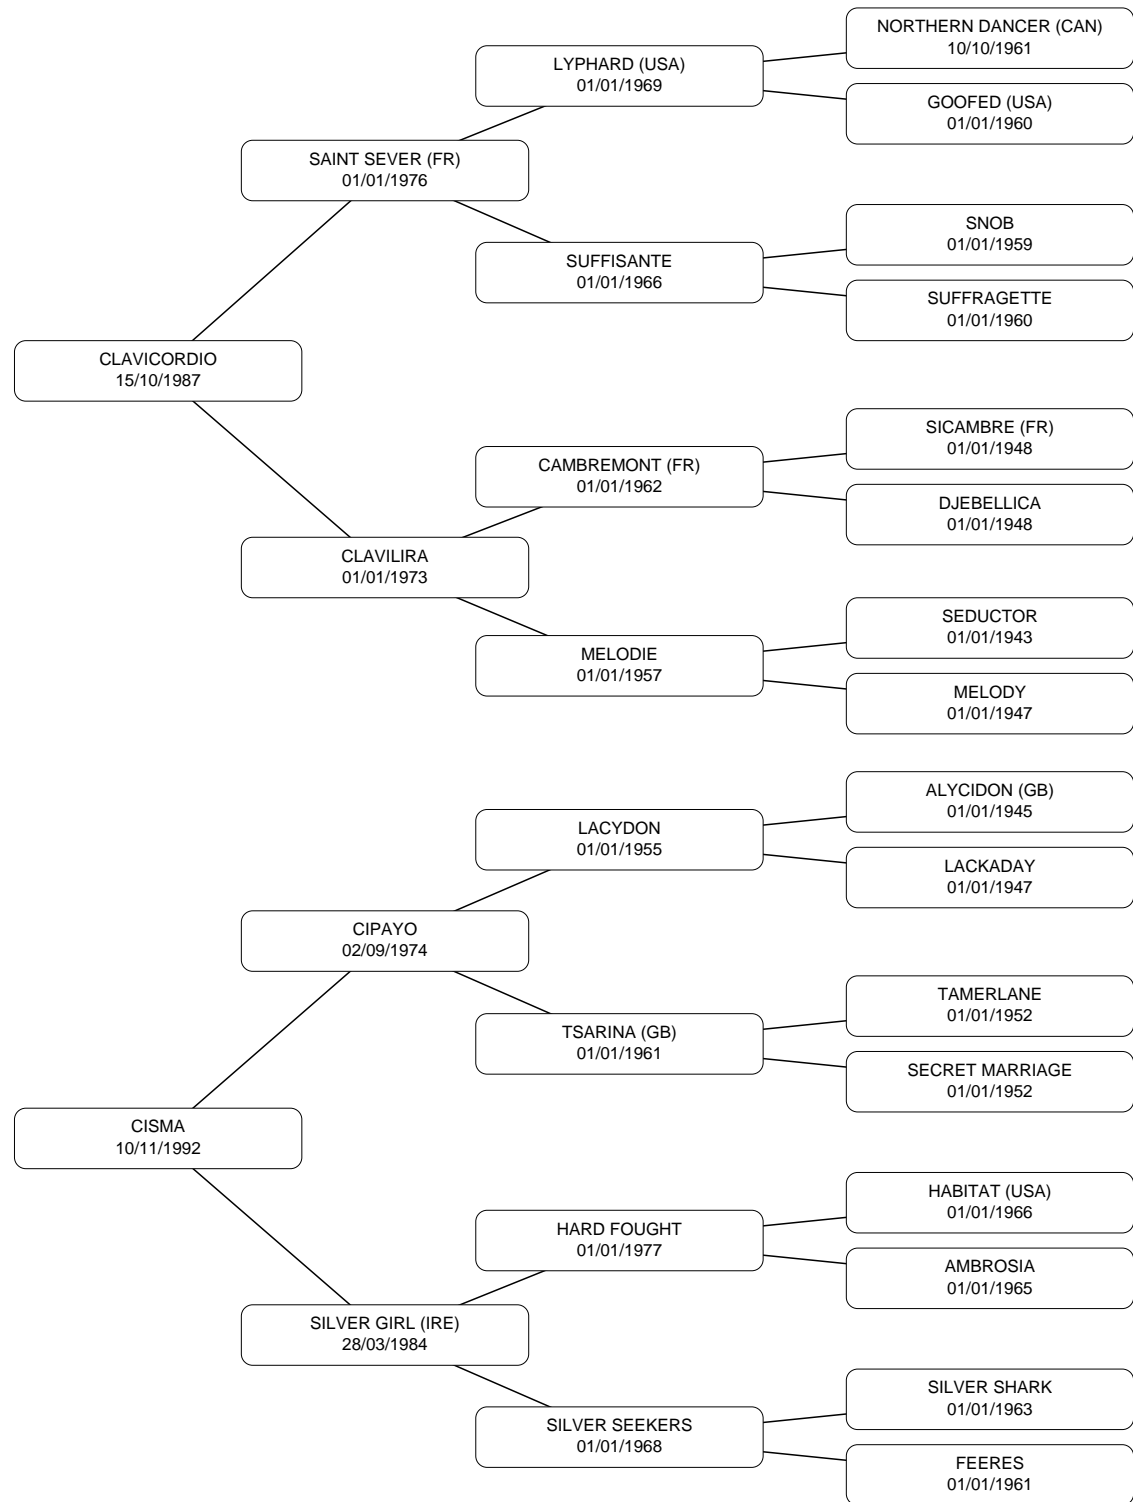 NORTHERN DANCER (CAN)
10/10/1961
LYPHARD (USA)
01/01/1969
GOOFED (USA)
01/01/1960
SAINT SEVER (FR)
01/01/1976
SNOB
01/01/1959
SUFFISANTE
01/01/1966
SUFFRAGETTE
01/01/1960
CLAVICORDIO
15/10/1987
SICAMBRE (FR)
01/01/1948
CAMBREMONT (FR)
01/01/1962
DJEBELLICA
01/01/1948
CLAVILIRA
01/01/1973
SEDUCTOR
01/01/1943
MELODIE
01/01/1957
MELODY
01/01/1947
ALYCIDON (GB)
01/01/1945
LACYDON
01/01/1955
LACKADAY
01/01/1947
CIPAYO
02/09/1974
TAMERLANE
01/01/1952
TSARINA (GB)
01/01/1961
SECRET MARRIAGE
01/01/1952
CISMA
10/11/1992
HABITAT (USA)
01/01/1966
HARD FOUGHT
01/01/1977
AMBROSIA
01/01/1965
SILVER GIRL (IRE)
28/03/1984
SILVER SHARK
01/01/1963
SILVER SEEKERS
01/01/1968
FEERES
01/01/1961